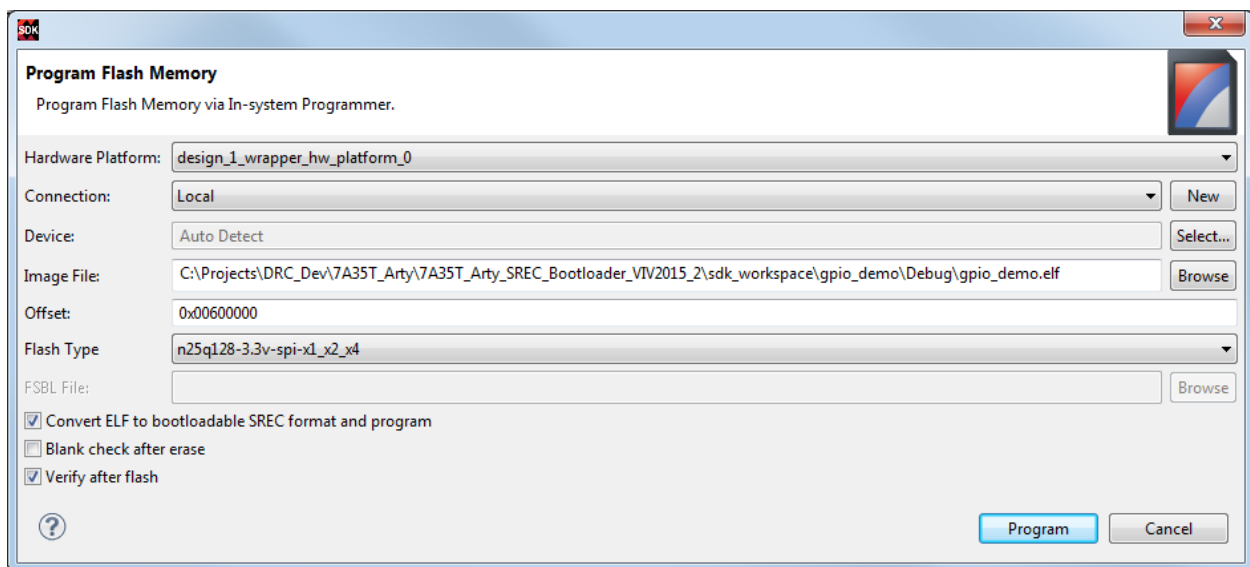 SDK
Program Flash Memory
Program Flash Memory via In-system Programmer.
Hardware Platform: design_1_wrapper_hw_platform_0
Connection: Local New
Device: Auto Detect Select...
Image File: C:\Projects\DRC_Dev\7A35T_Arty\7A35T_Arty_SREC_Bootloader_VIV2015_2\sdk_workspace\gpio_demo\Debug\gpio_demo.elf Browse
Offset: 0x00600000
Flash Type n25q128-3.3v-spi-x1_x2_x4
FSBL File: Browse
Convert ELF to bootloadable SREC format and program
Blank check after erase
Verify after flash
? Program Cancel